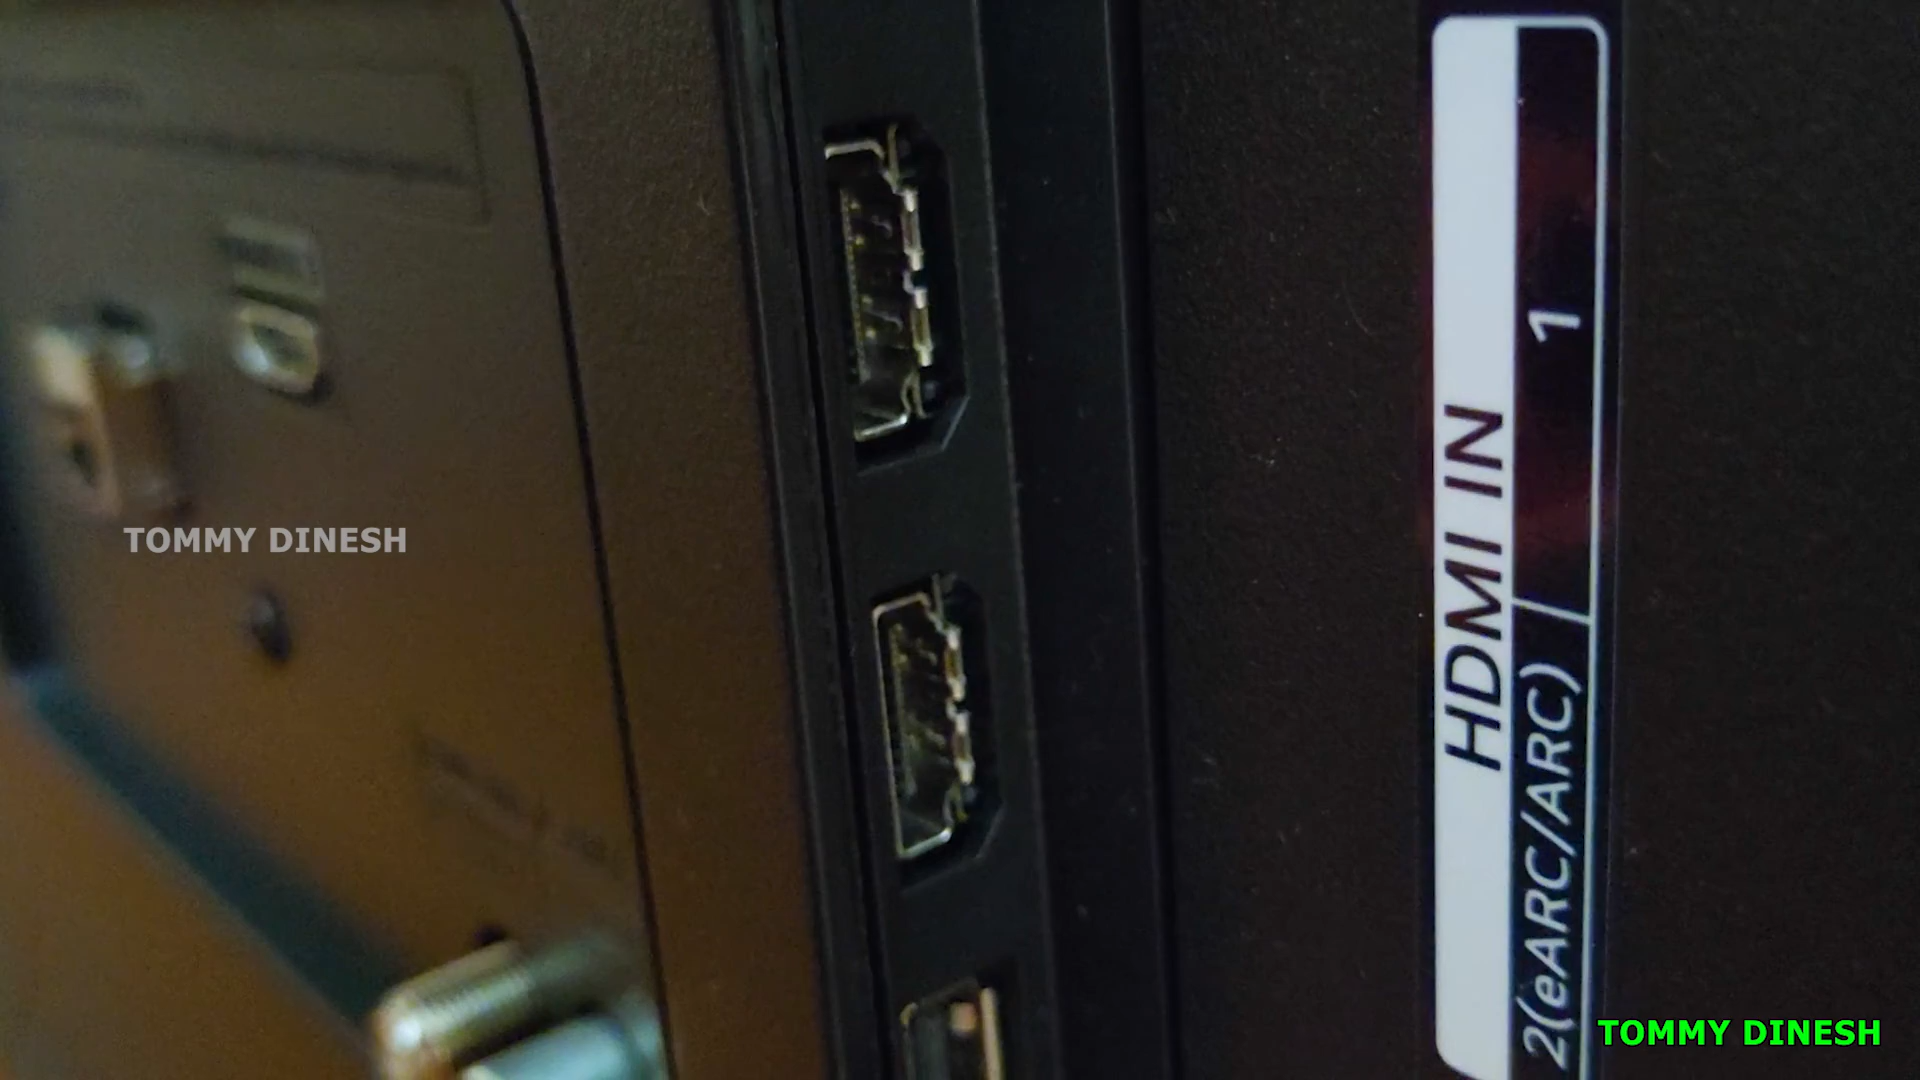 HDMI IN
1
2(eARC/ARC)
TOMMY DINESH
TOMMY DINESH